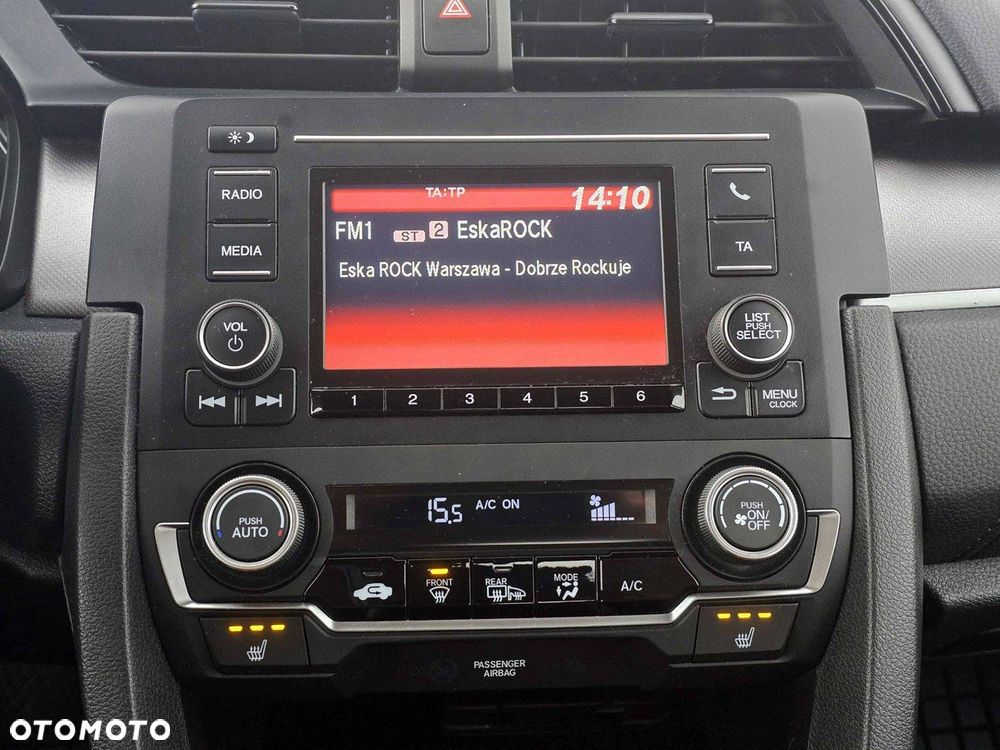 RADIO
MEDIA
VOL
TA:TP
14:10
FM1 ST 2 EskaROCK
Eska ROCK Warszawa - Dobrze Rockuje
TA
LIST
PUSH
SELECT
1 2 3 4 5 6
MENU
CLOCK
PUSH
AUTO
15.5 A/C ON
PUSH
ON/
OFF
FRONT
REAR
MODE
A/C
PASSENGER
AIRBAG
OTOMOTO